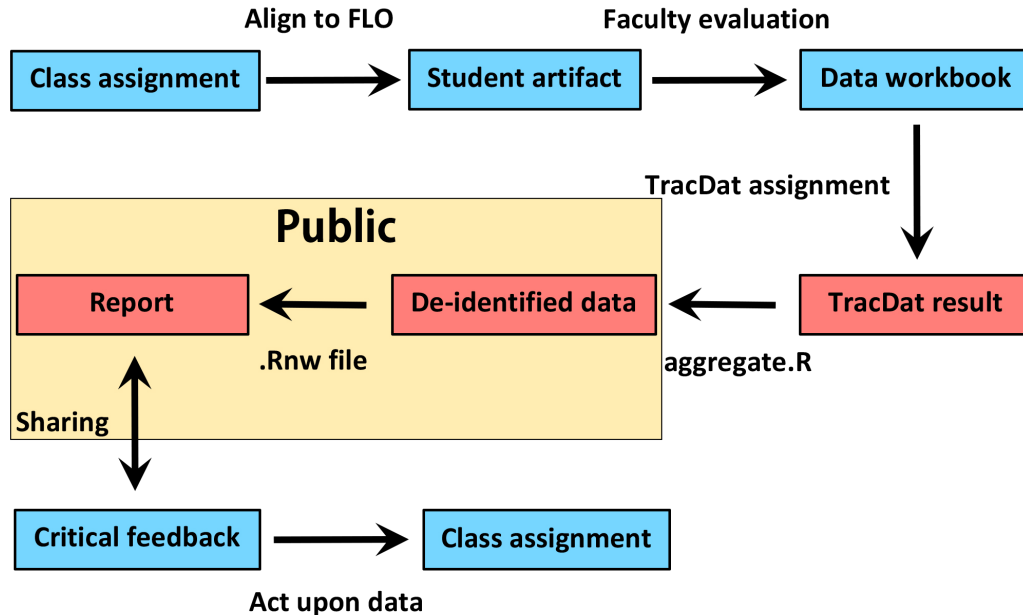 Align to FLO
Faculty evaluation
Class assignment
Student artifact
Data workbook
TracDat assignment
Public
Report
De-identified data
TracDat result
.Rnw file
aggregate.R
Sharing
Critical feedback
Class assignment
Act upon data